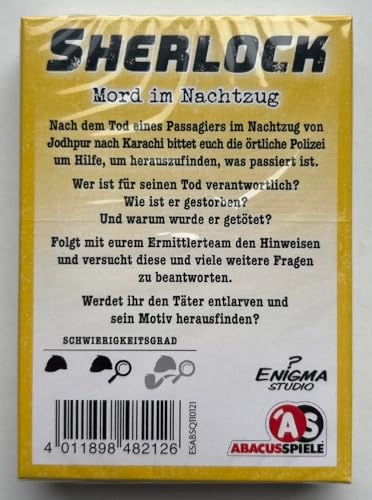 SHERLOCK
Mord im Nachtzug
Nach dem Tod eines Passagiers im Nachtzug von
Jodhpur nach Karachi bittet euch die örtliche Polizei
um Hilfe, um herauszufinden, was passiert ist.
Wer ist für seinen Tod verantwortlich?
Wie ist er gestorben?
Und warum wurde er getötet?
Folgt mit eurem Ermittlerteam den Hinweisen
und versucht diese und viele weitere Fragen
zu beantworten.
Werdet ihr den Täter entlarven und
sein Motiv herausfinden?
SCHWIERIGKEITSGRAD
?
ENIGMA
STUDIO
4 011898 482126
ESABSQ110121
AS
ABACUSSPIELE